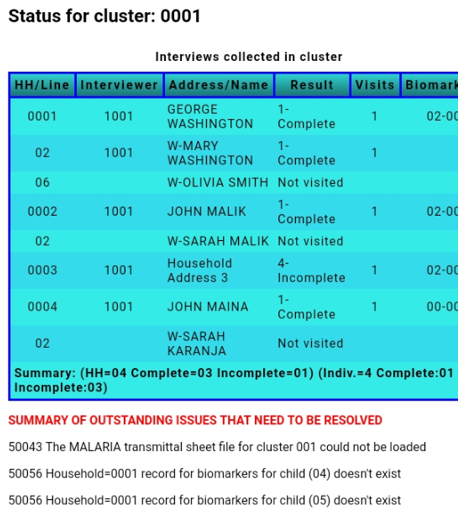 Status for cluster: 0001
Interviews collected in cluster
HH/Line Interviewer Address/Name Result Visits
0001 1001 GEORGE WASHINGTON 1-Complete 1
02 1001 W-MARY WASHINGTON 1-Complete 1
06 W-OLIVIA SMITH Not visited
0002 1001 JOHN MALIK 1-Complete 1
02 W-SARAH MALIK Not visited
0003 1001 Household Address 3 4-Incomplete 1
0004 1001 JOHN MAINA 1-Complete 1
02 W-SARAH KARANJA Not visited
Summary: (HH=04 Complete=03 Incomplete=01) (Indiv.=4 Complete:01
Incomplete:03)
SUMMARY OF OUTSTANDING ISSUES THAT NEED TO BE RESOLVED
50043 The MALARIA transmittal sheet file for cluster 001 could not be loaded
50056 Household=0001 record for biomarkers for child (04) doesn't exist
50056 Household=0001 record for biomarkers for child (05) doesn't exist